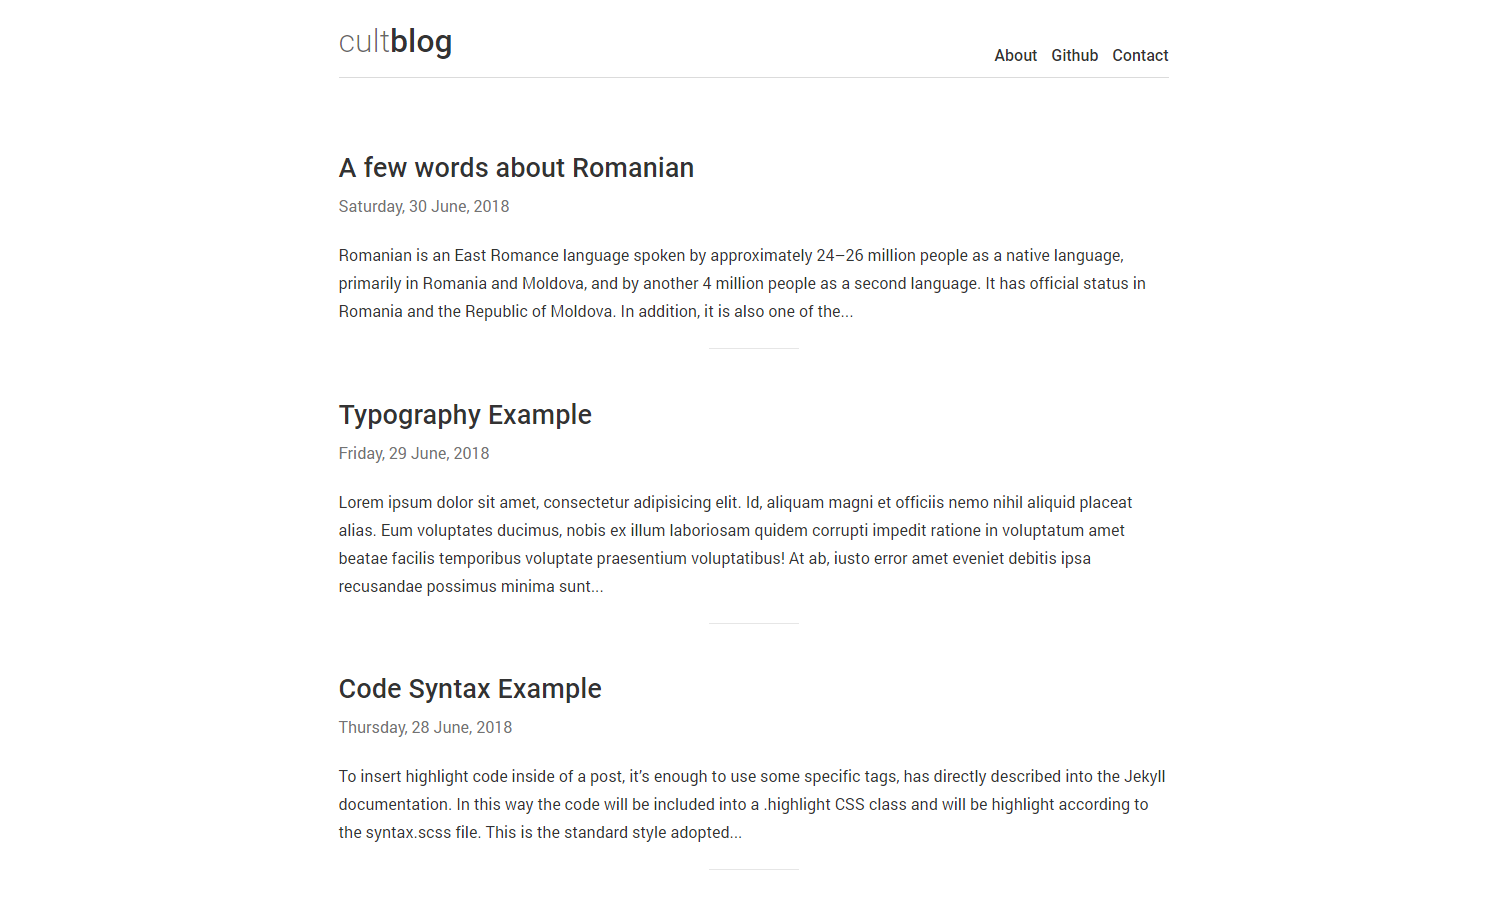 cultblog
About Github Contact
A few words about Romanian
Saturday, 30 June, 2018
Romanian is an East Romance language spoken by approximately 24–26 million people as a native language,
primarily in Romania and Moldova, and by another 4 million people as a second language. It has official status in
Romania and the Republic of Moldova. In addition, it is also one of the...
Typography Example
Friday, 29 June, 2018
Lorem ipsum dolor sit amet, consectetur adipisicing elit. Id, aliquam magni et officiis nemo nihil aliquid placeat
alias. Eum voluptates ducimus, nobis ex illum laboriosam quidem corrupti impedit ratione in voluptatum amet
beatae facilis temporibus voluptate praesentium voluptatibus! At ab, iusto error amet eveniet debitis ipsa
recusandae possimus minima sunt...
Code Syntax Example
Thursday, 28 June, 2018
To insert highlight code inside of a post, it’s enough to use some specific tags, has directly described into the Jekyll
documentation. In this way the code will be included into a .highlight CSS class and will be highlight according to
the syntax.scss file. This is the standard style adopted...